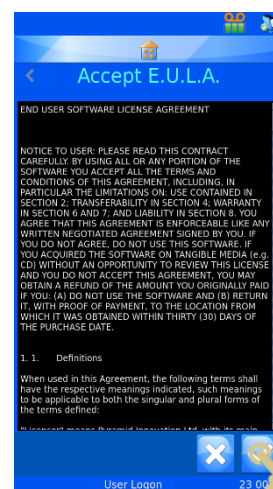 Accept E.U.L.A.
END USER SOFTWARE LICENSE AGREEMENT
NOTICE TO USER: PLEASE READ THIS CONTRACT
CAREFULLY. BY USING ALL OR ANY PORTION OF THE
SOFTWARE YOU ACCEPT ALL THE TERMS AND
CONDITIONS OF THIS AGREEMENT, INCLUDING, IN
PARTICULAR THE LIMITATIONS ON: USE CONTAINED IN
SECTION 2; TRANSFERABILITY IN SECTION 4; WARRANTY
IN SECTION 6 AND 7; AND LIABILITY IN SECTION 8. YOU
AGREE THAT THIS AGREEMENT IS ENFORCEABLE LIKE ANY
WRITTEN NEGOTIATED AGREEMENT SIGNED BY YOU. IF
YOU DO NOT AGREE, DO NOT USE THIS SOFTWARE. IF
YOU ACQUIRED THE SOFTWARE ON TANGIBLE MEDIA (e.g.
CD) WITHOUT AN OPPORTUNITY TO REVIEW THIS LICENSE
AND YOU DO NOT ACCEPT THIS AGREEMENT, YOU MAY
OBTAIN A REFUND OF THE AMOUNT YOU ORIGINALLY PAID
IF YOU: (A) DO NOT USE THE SOFTWARE AND (B) RETURN
IT, WITH PROOF OF PAYMENT, TO THE LOCATION FROM
WHICH IT WAS OBTAINED WITHIN THIRTY (30) DAYS OF
THE PURCHASE DATE.
1. 1. Definitions
When used in this Agreement, the following terms shall
have the respective meanings indicated, such meanings
to be applicable to both the singular and plural forms of
the terms defined:
"Licensor" means Pyramid Innovation Ltd, with its main
User Logon 23 00